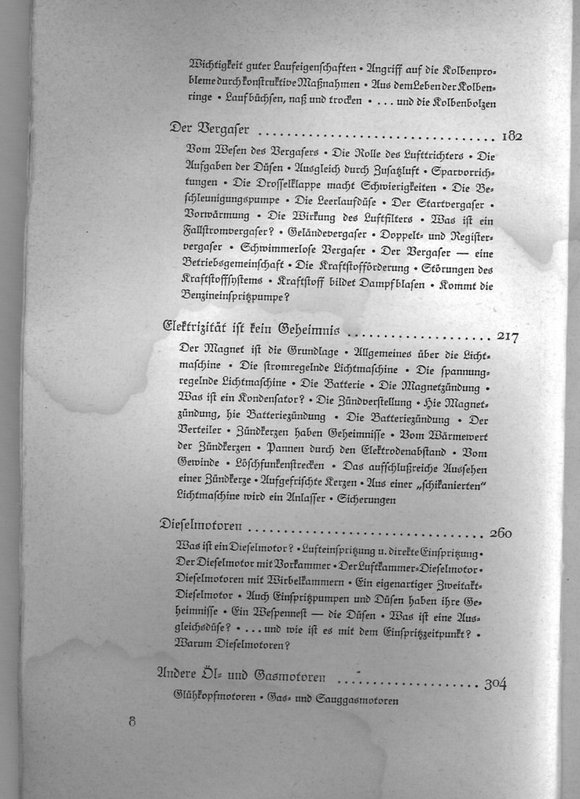 Wichtigkeit guter Laufeigenschaften • Angriff auf die Kolbenpro-
bleme durch konstruktive Maßnahmen • Aus dem Leben der Kolben-
ringe • Laufbüchsen, naß und trocken • ... und die Kolbenbolzen
Der Vergaser ................................. 182
Vom Wesen des Vergasers • Die Rolle des Lufttrichters • Die
Aufgaben der Düsen • Ausgleich durch Zusatzluft • Sparvorrich-
tungen • Die Drosselklappe macht Schwierigkeiten • Die Be-
schleunigungspumpe • Die Leerlaufdüse • Der Startvergaser •
Vorwärmung • Die Wirkung des Luftfilters • Was ist ein
Fallstromvergaser? • Geländevergaser • Doppelt- und Register-
vergaser • Schwimmerlose Vergaser • Der Vergaser — eine
Betriebsgemeinschaft • Die Kraftstofförderung • Störungen des
Kraftstoffsystems • Kraftstoff bildet Dampfblasen • Kommt die
Benzineinspritzpumpe?
Elektrizität ist kein Geheimnis .................... 217
Der Magnet ist die Grundlage • Allgemeines über die Licht-
maschine • Die stromregelnde Lichtmaschine • Die spannung-
regelnde Lichtmaschine • Die Batterie • Die Magnetzündung •
Was ist ein Kondensator? • Die Zündverstellung • Hie Magnet-
zündung, hie Batteriezündung • Die Batteriezündung • Der
Verteiler • Zündkerzen haben Geheimnisse • Vom Wärmewert
der Zündkerzen • Pannen durch den Elektrodenabstand • Vom
Gewinde • Löschfunkenstrecken • Das aufschlußreiche Aussehen
einer Zündkerze • Aufgefrischte Kerzen • Aus einer „schikanierten“
Lichtmaschine wird ein Anlasser • Sicherungen
Dieselmotoren ................................. 260
Was ist ein Dieselmotor? • Lufteinspritzung u. direkte Einspritzung •
Der Dieselmotor mit Vorkammer • Der Luftkammer-Dieselmotor •
Dieselmotoren mit Wirbelkammern • Ein eigenartiger Zweitakt-
Dieselmotor • Auch Einspritzpumpen und Düsen haben ihre Ge-
heimnisse • Ein Wespennest — die Düsen • Was ist eine Aus-
gleichsdüse? • ... und wie ist es mit dem Einspritzzeitpunkt? •
Warum Dieselmotoren?
Andere Öl- und Gasmotoren .................... 304
Glühkopfmotoren • Gas- und Sauggasmotoren
8